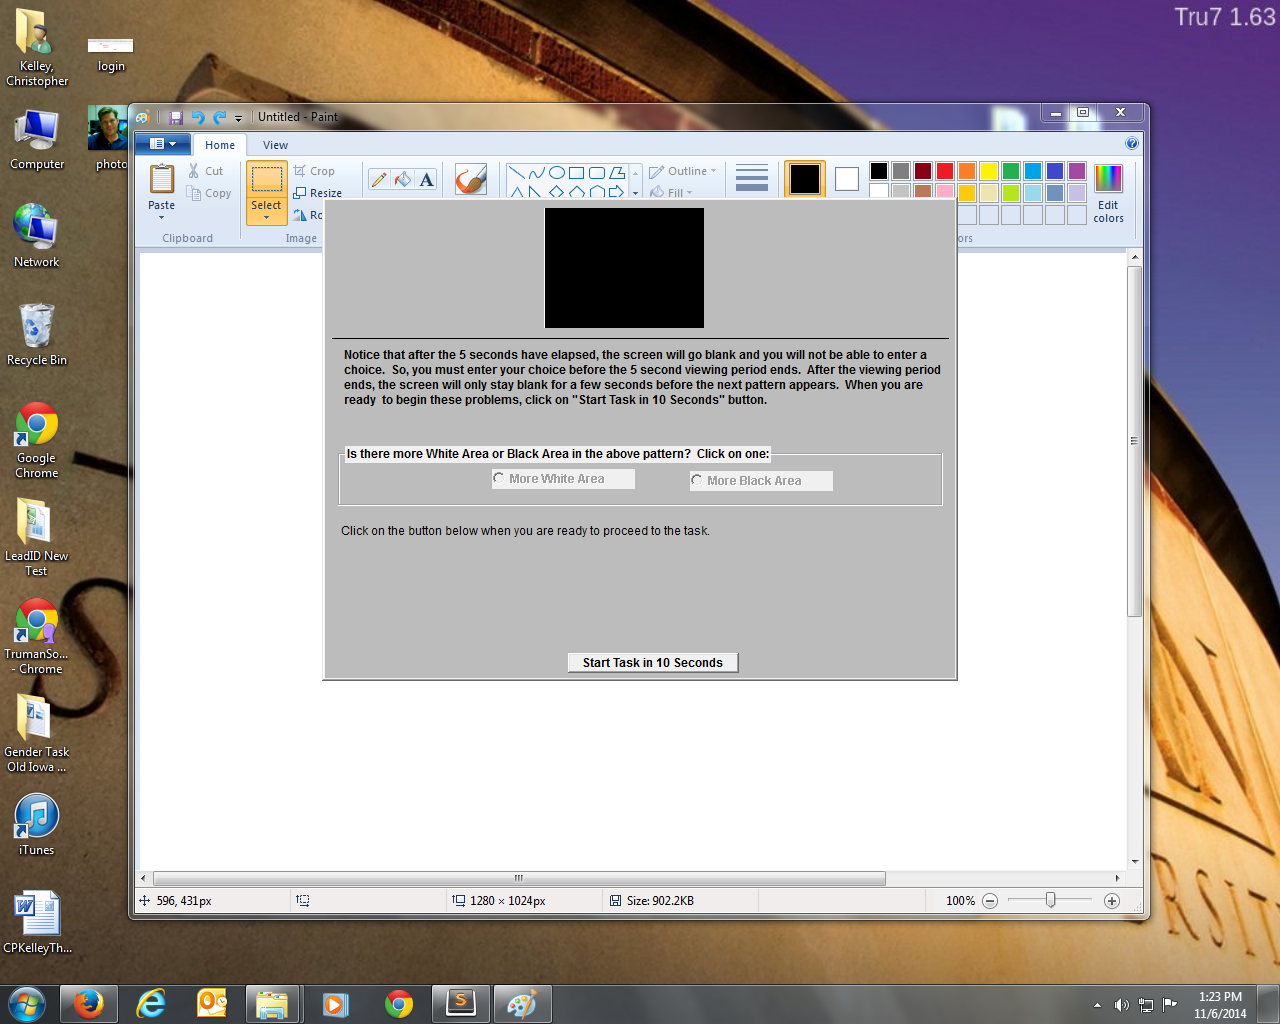 Tru7 1.63
Kelley,
Christopher
login
Computer
photo
Network
Recycle Bin
Google
Chrome
LeadID New
Test
TrumanSo...
- Chrome
Gender Task
Old Iowa ...
iTunes
CPKelleyTh...
Untitled - Paint
Home
View
Paste
Cut
Copy
Clipboard
Select
Crop
Resize
Ro
Image
A
Outline
Fill
Edit
colors
ors
Notice that after the 5 seconds have elapsed, the screen will go blank and you will not be able to enter a
choice.  So, you must enter your choice before the 5 second viewing period ends.  After the viewing period
ends, the screen will only stay blank for a few seconds before the next pattern appears.  When you are
ready  to begin these problems, click on "Start Task in 10 Seconds" button.
Is there more White Area or Black Area in the above pattern?  Click on one:
More White Area
More Black Area
Click on the button below when you are ready to proceed to the task.
Start Task in 10 Seconds
596, 431px
1280 × 1024px
Size: 902.2KB
100%
RSIT
1:23 PM
11/6/2014